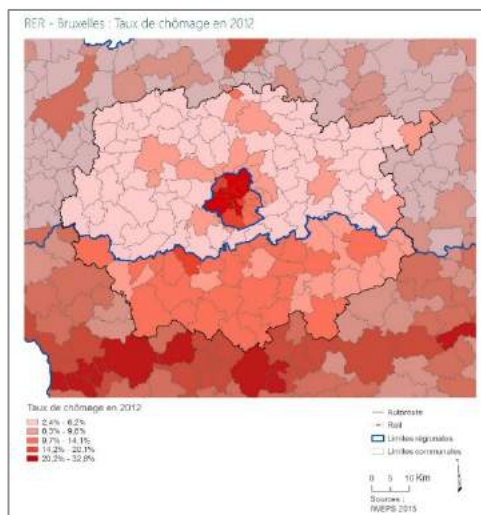 RER - Bruxelles : Taux de chômage en 2012
Taux de chômage en 2012
2,4% - 6,2%
6,3% - 9,6%
9,7% - 14,1%
14,2% - 20,1%
20,2% - 32,8%
Autoroute
Rail
Limites régionales
Limites communales
0 5 10 Km
Sources :
IWEPS 2015